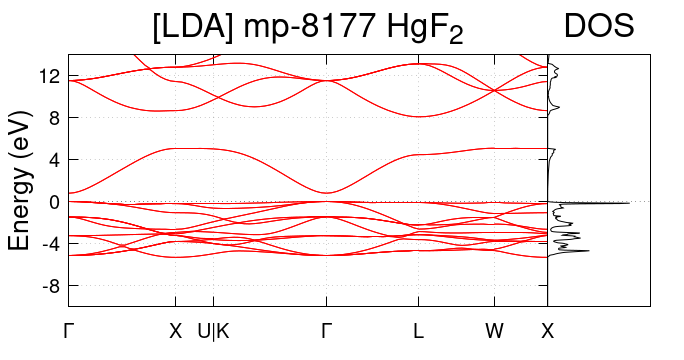 [LDA] mp-8177 HgF₂ DOS
Energy (eV)
12
8
4
0
-4
-8
Γ X U|K Γ L W X